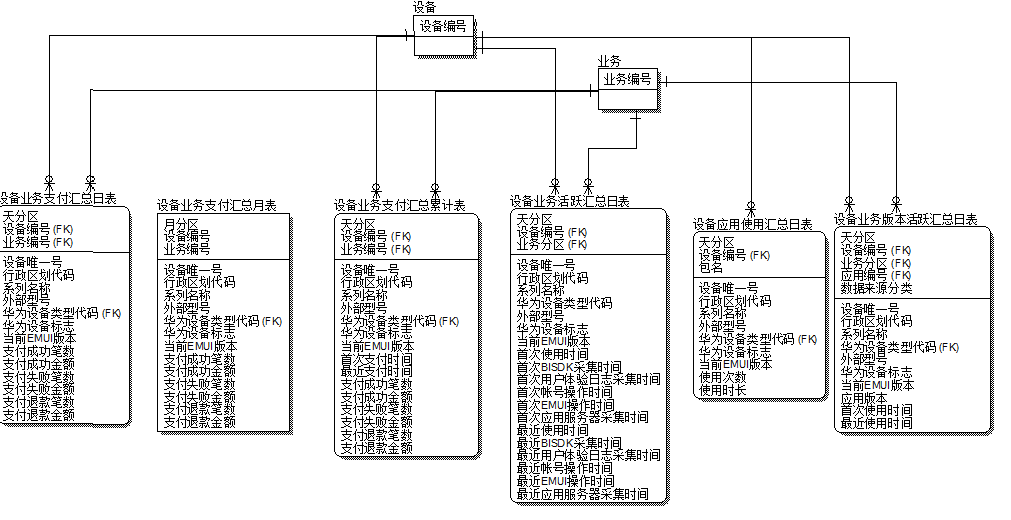 设备
设备编号
业务
业务编号
设备业务支付汇总日表
天分区
设备编号 (FK)
业务编号 (FK)
设备唯一号
行政区划代码
系列名称
外部型号
华为设备类型代码 (FK)
华为设备标志
当前EMUI版本
支付成功笔数
支付成功金额
支付失败笔数
支付失败金额
支付退款笔数
支付退款金额
设备业务支付汇总月表
月分区
设备编号
业务编号
设备唯一号
行政区划代码
系列名称
外部型号
华为设备类型代码 (FK)
华为设备标志
当前EMUI版本
支付成功笔数
支付成功金额
支付失败笔数
支付失败金额
支付退款笔数
支付退款金额
设备业务支付汇总累计表
天分区
设备编号 (FK)
业务编号 (FK)
设备唯一号
行政区划代码
系列名称
外部型号
华为设备类型代码 (FK)
华为设备标志
当前EMUI版本
首次支付时间
最近支付时间
支付成功笔数
支付成功金额
支付失败笔数
支付失败金额
支付退款笔数
支付退款金额
设备业务活跃汇总日表
天分区
设备编号 (FK)
业务分区 (FK)
设备唯一号
行政区划代码
系列名称
华为设备类型代码
外部型号
华为设备标志
当前EMUI版本
首次使用时间
首次BISDK采集时间
首次用户体验日志采集时间
首次帐号操作时间
首次EMUI操作时间
首次应用服务器采集时间
最近使用时间
最近BISDK采集时间
最近用户体验日志采集时间
最近帐号操作时间
最近EMUI操作时间
最近应用服务器采集时间
设备应用使用汇总日表
天分区
设备编号 (FK)
包名
设备唯一号
行政区划代码
系列名称
外部型号
华为设备类型代码 (FK)
华为设备标志
当前EMUI版本
使用次数
使用时长
设备业务版本活跃汇总日表
天分区
设备编号 (FK)
业务分区 (FK)
应用编号 (FK)
数据来源分类
设备唯一号
行政区划代码
系列名称
华为设备类型代码 (FK)
外部型号
华为设备标志
当前EMUI版本
应用版本
首次使用时间
最近使用时间